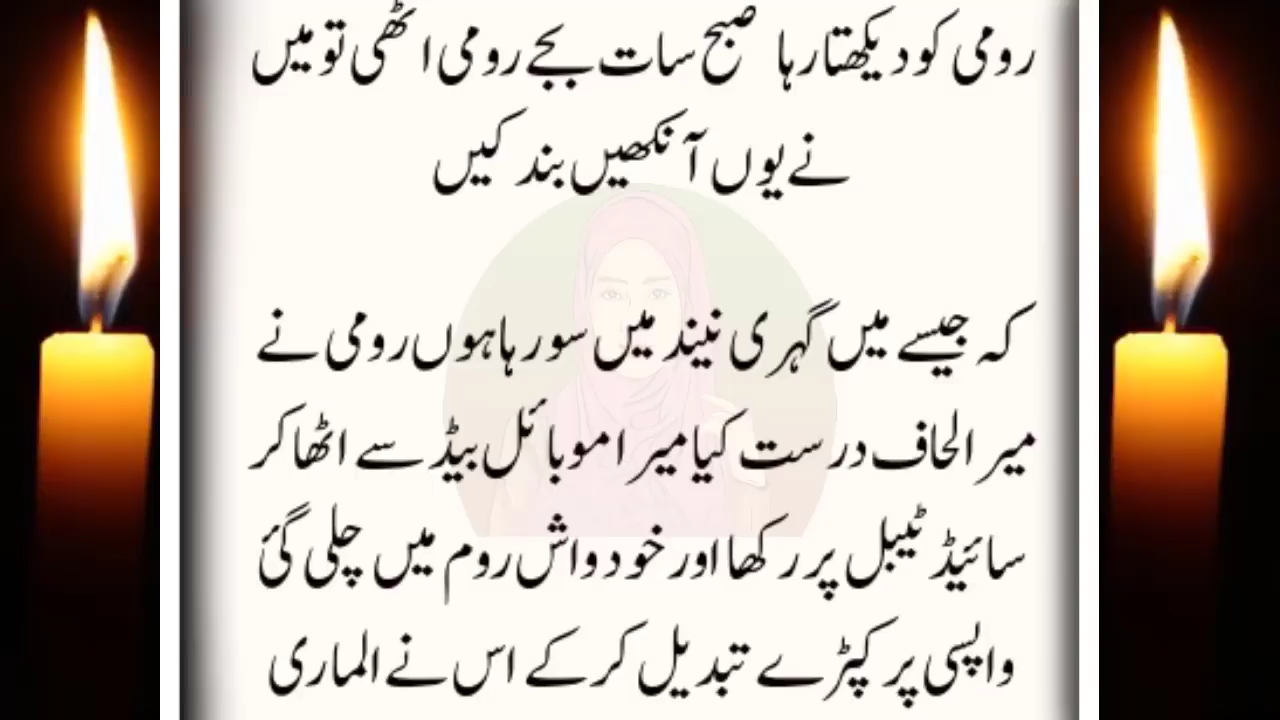 رومی کو دیکھتا رہا صبح سات بجے رومی اٹھی تو میں
نے یوں آنکھیں بند کیں
کہ جیسے میں گہری نیند میں سو رہا ہوں رومی نے
میرا لحاف درست کیا میرا موبائل بیڈ سے اٹھا کر
سائیڈ ٹیبل پر رکھا اور خود واش روم میں چلی گئ
واپسی پر کپڑے تبدیل کر کے اس نے الماری